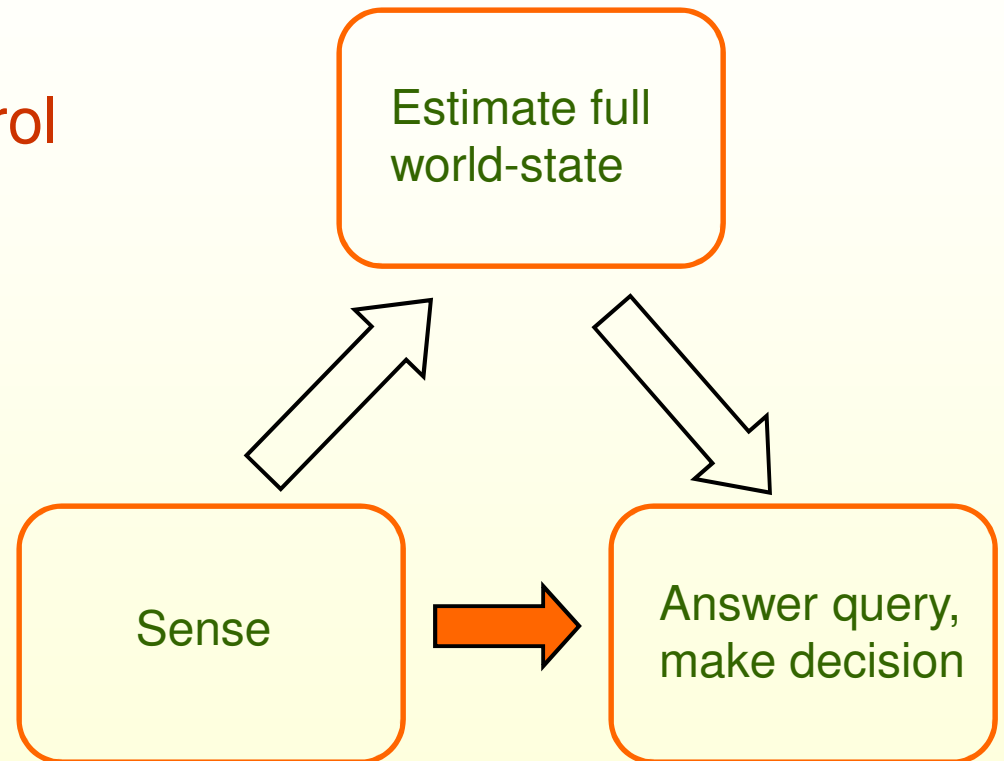 rol
Estimate full
world-state
Sense
Answer query,
make decision